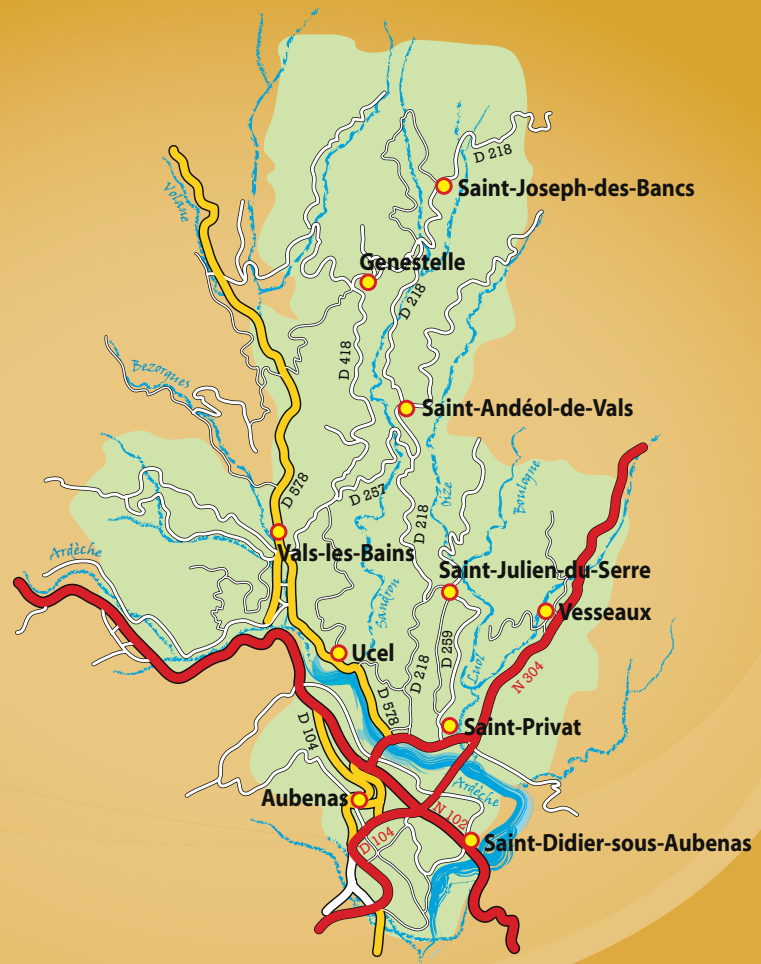 D 218
Saint-Joseph-des-Bancs
Volane
Genestelle
D 218
D 418
Bezorgues
Saint-Andéol-de-Vals
D 578
D 257
Oize
Boulogne
D 218
Vals-les-Bains
Ardèche
Saint-Julien-du-Serre
Sandron
Vesseaux
D 259
Ucel
Luol
D 218
N 304
D 578
D 104
Saint-Privat
Ardèche
Aubenas
N 102
D 104
Saint-Didier-sous-Aubenas